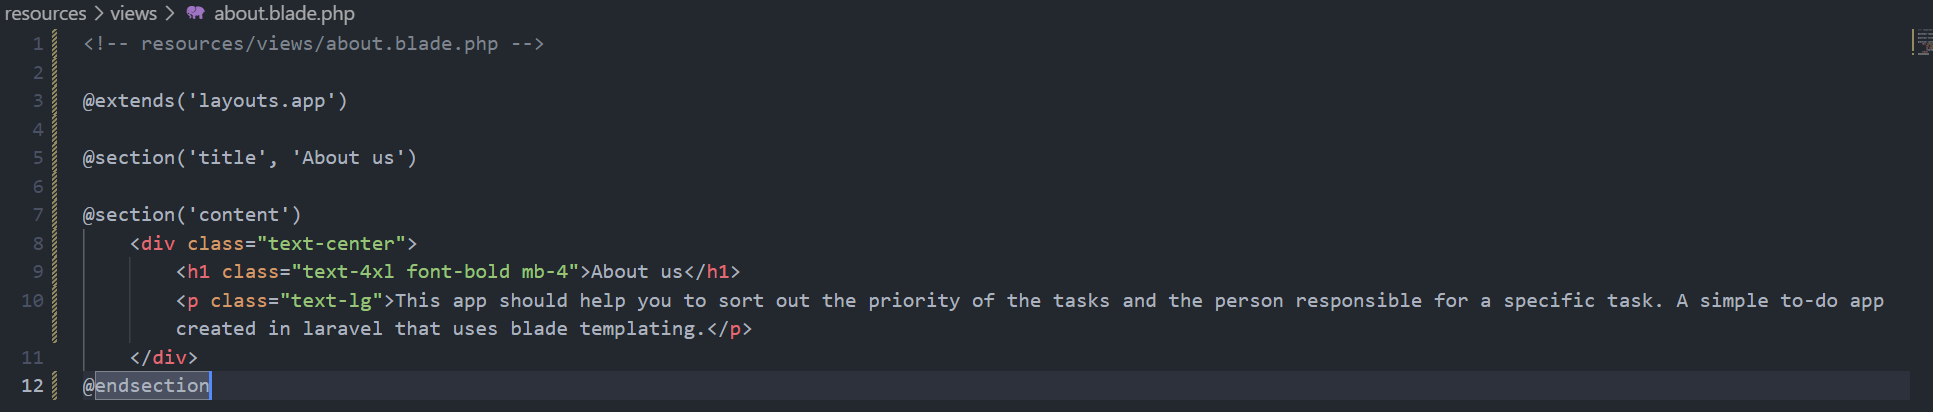 resources > views > about.blade.php
1 <!-- resources/views/about.blade.php -->
2
3 @extends('layouts.app')
4
5 @section('title', 'About us')
6
7 @section('content')
8 <div class="text-center">
9 <h1 class="text-4xl font-bold mb-4">About us</h1>
10 <p class="text-lg">This app should help you to sort out the priority of the tasks and the person responsible for a specific task. A simple to-do app
created in laravel that uses blade templating.</p>
11 </div>
12 @endsection